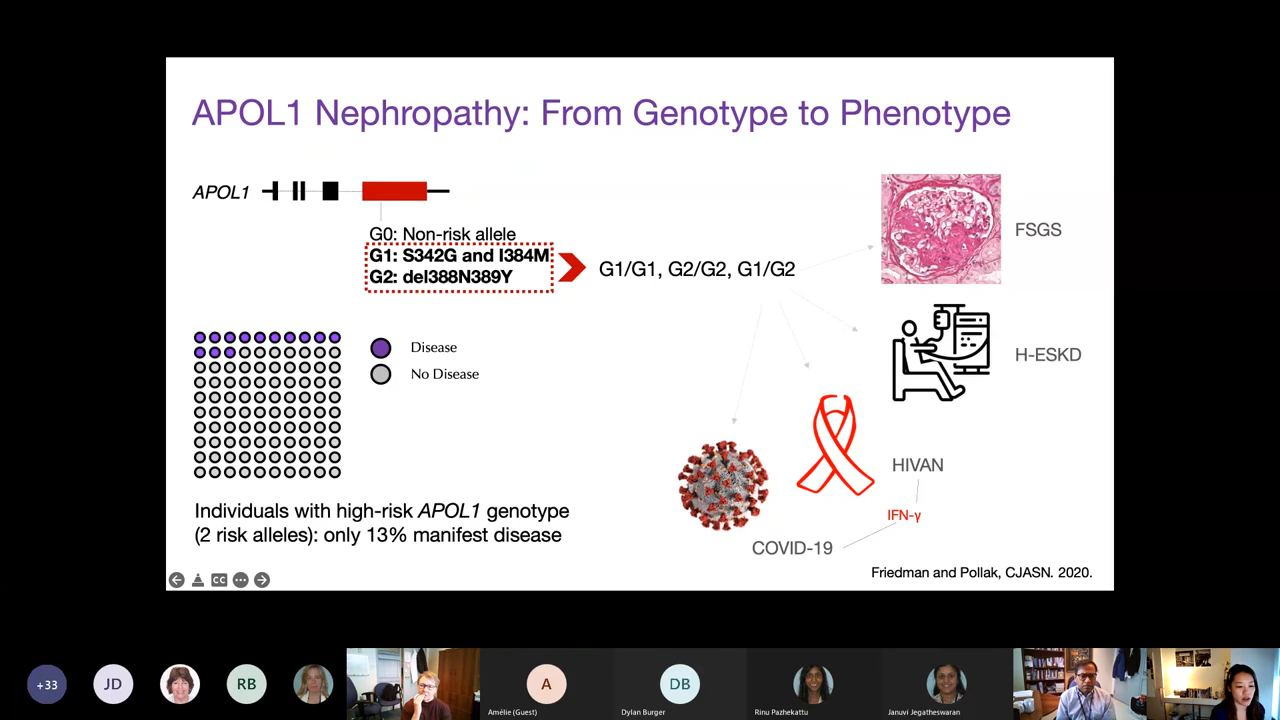 APOL1 Nephropathy: From Genotype to Phenotype
APOL1
G0: Non-risk allele
G1: S342G and I384M
G2: del388N389Y
G1/G1, G2/G2, G1/G2
FSGS
H-ESKD
HIVAN
IFN-γ
COVID-19
Disease
No Disease
Individuals with high-risk APOL1 genotype
(2 risk alleles): only 13% manifest disease
Friedman and Pollak, CJASN. 2020.
CC
+33
JD
RB
A
Amélie (Guest)
DB
Dylan Burger
Rinu Pazhekattu
Januvi Jegatheswaran